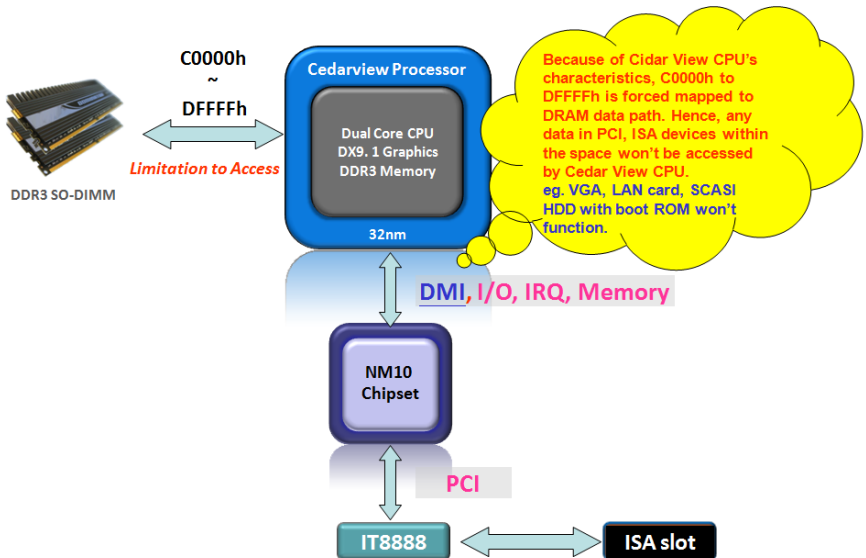 C0000h
~
DFFFFh
Limitation to Access
DDR3 SO-DIMM
Cedarview Processor
Dual Core CPU
DX9. 1 Graphics
DDR3 Memory
32nm
Because of Cidar View CPU's
characteristics, C0000h to
DFFFFh is forced mapped to
DRAM data path. Hence, any
data in PCI, ISA devices within
the space won't be accessed
by Cedar View CPU.
eg. VGA, LAN card, SCASI
HDD with boot ROM won't
function.
DMI, I/O, IRQ, Memory
NM10
Chipset
PCI
IT8888
ISA slot